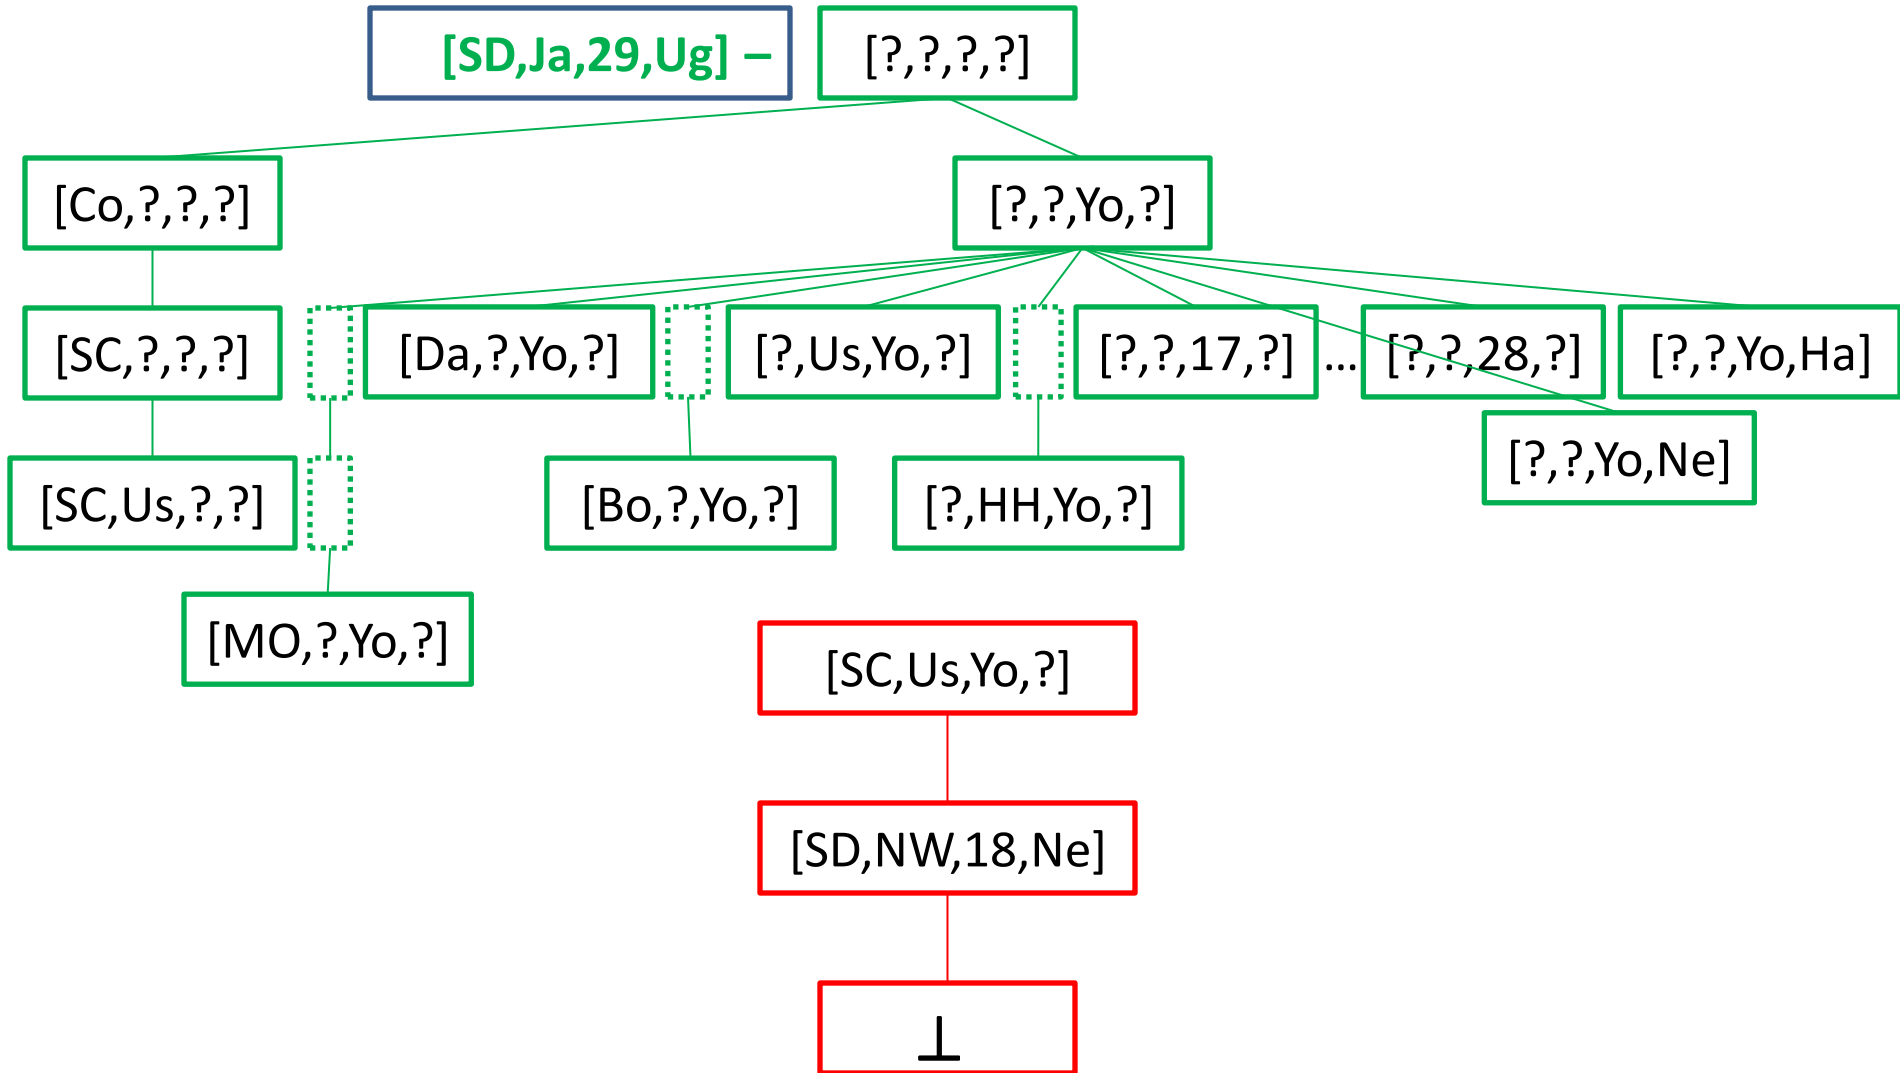 [SD,Ja,29,Ug] –
[?,?,?,?]
[Co,?,?,?]
[?,?,Yo,?]
[SC,?,?,?]
[Da,?,Yo,?]
[?,Us,Yo,?]
[?,?,17,?]
...
[?,?,28,?]
[?,?,Yo,Ha]
[?,?,Yo,Ne]
[SC,Us,?,?]
[Bo,?,Yo,?]
[?,HH,Yo,?]
[MO,?,Yo,?]
[SC,Us,Yo,?]
[SD,NW,18,Ne]
⊥